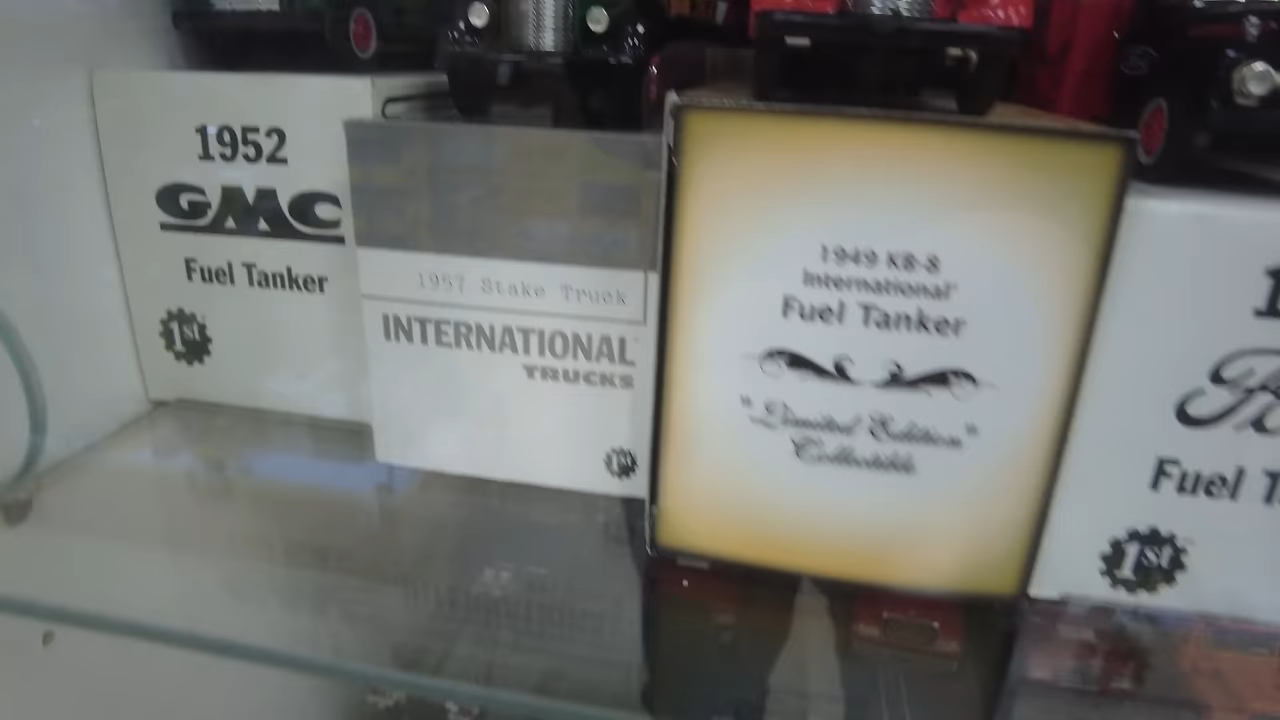 1952
GMC
Fuel Tanker
1st
1957 Stake Truck
INTERNATIONAL
TRUCKS
1st
1949 KB-8
International
Fuel Tanker
"Limited Edition"
Collectible
1
Fuel T
1st